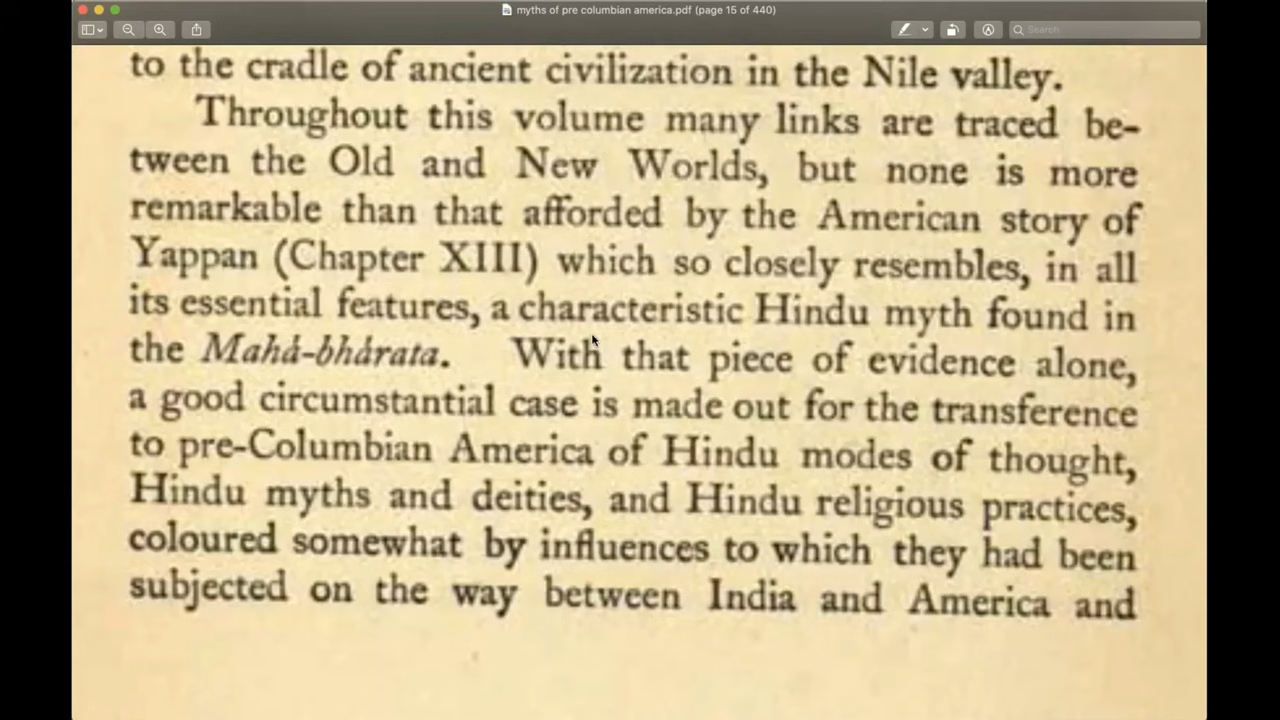 myths of pre columbian america.pdf (page 15 of 440)
Search
to the cradle of ancient civilization in the Nile valley.
Throughout this volume many links are traced be-
tween the Old and New Worlds, but none is more
remarkable than that afforded by the American story of
Yappan (Chapter XIII) which so closely resembles, in all
its essential features, a characteristic Hindu myth found in
the Mahá-bhárata. With that piece of evidence alone,
a good circumstantial case is made out for the transference
to pre-Columbian America of Hindu modes of thought,
Hindu myths and deities, and Hindu religious practices,
coloured somewhat by influences to which they had been
subjected on the way between India and America and